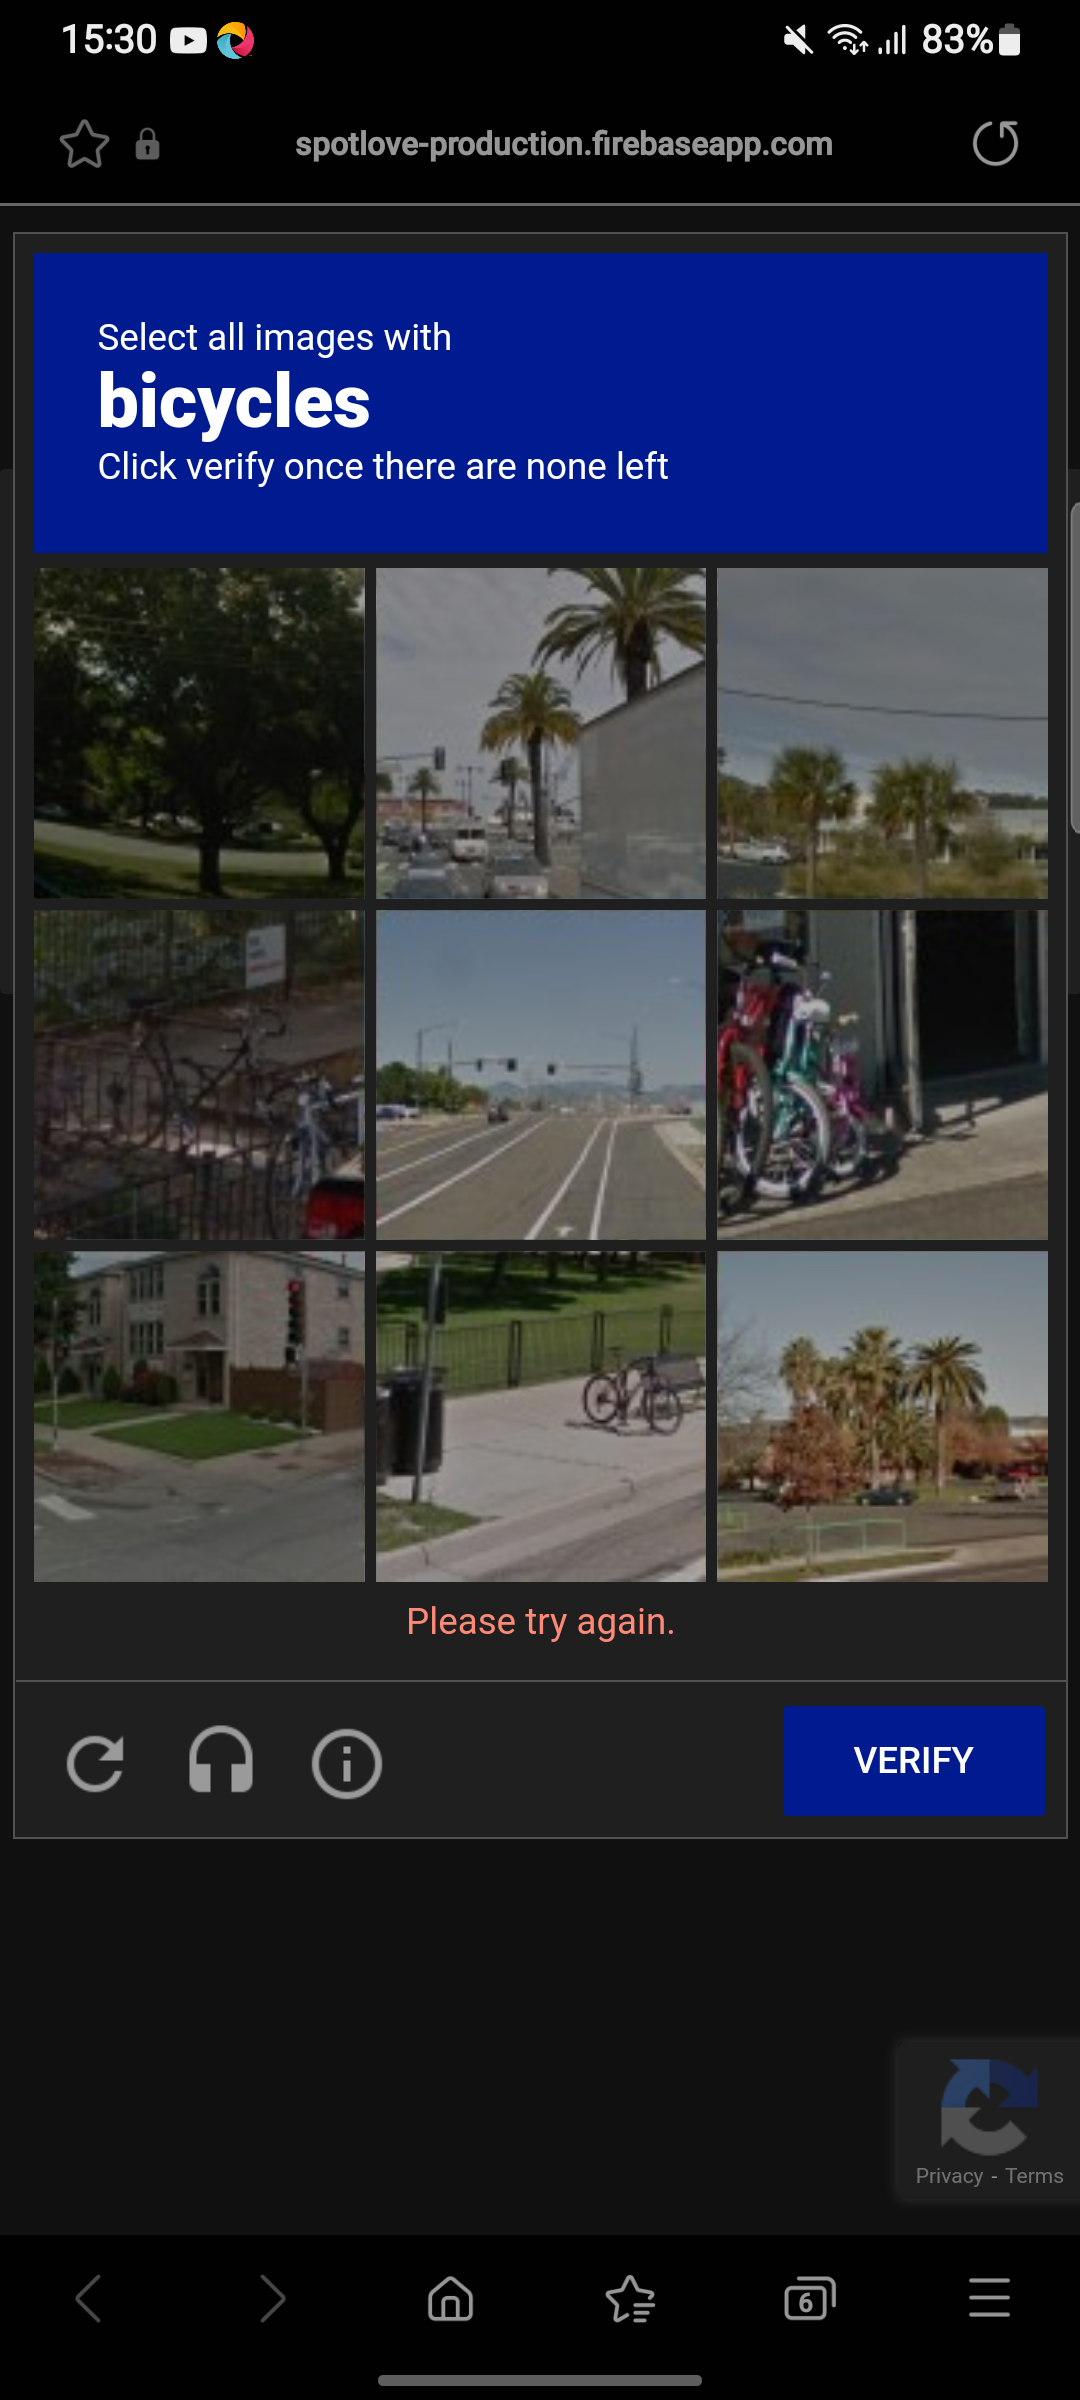 15:30
83%
spotlove-production.firebaseapp.com
Select all images with
bicycles
Click verify once there are none left
Please try again.
VERIFY
Privacy - Terms
6